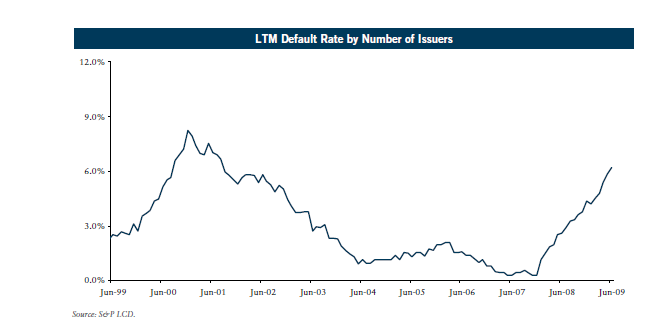 LTM Default Rate by Number of Issuers
12.0%
9.0%
6.0%
3.0%
0.0%
Jun-99 Jun-00 Jun-01 Jun-02 Jun-03 Jun-04 Jun-05 Jun-06 Jun-07 Jun-08 Jun-09
Source: S&P LCD.